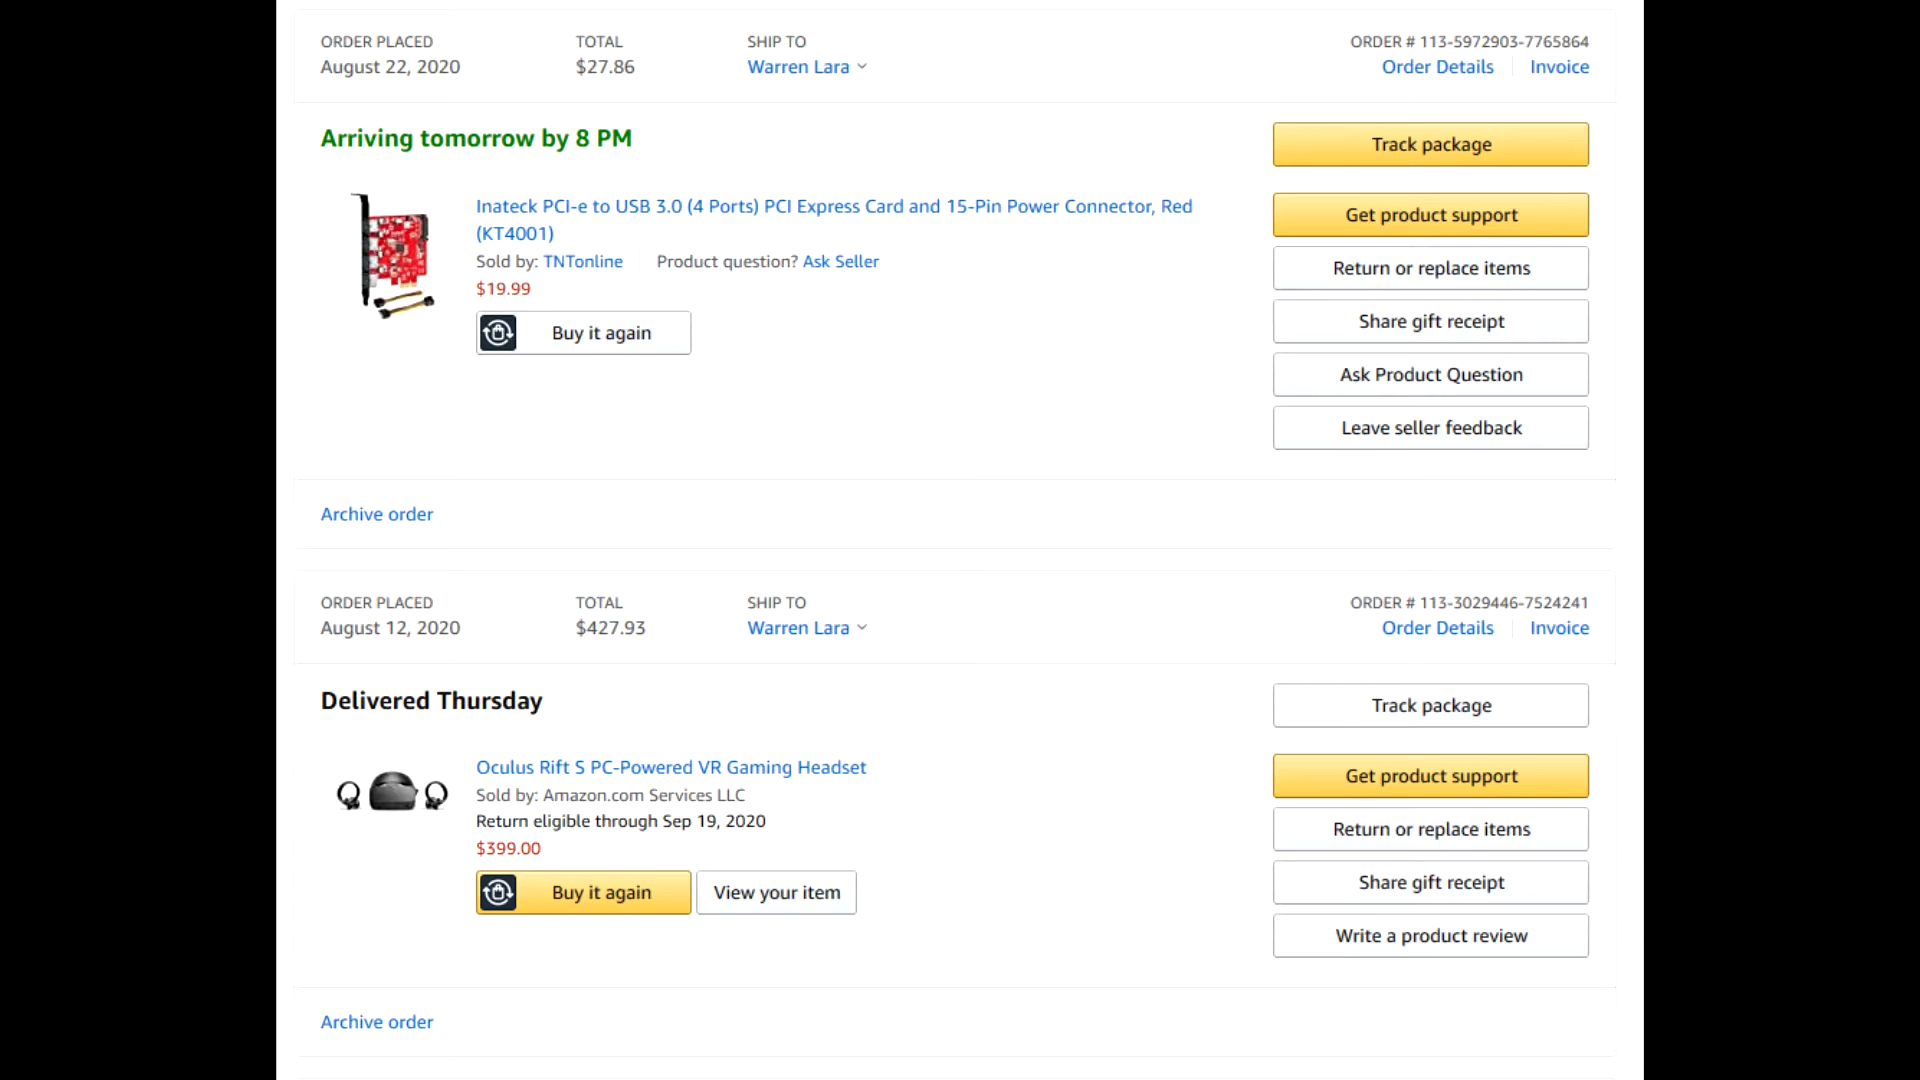 ORDER PLACED TOTAL SHIP TO ORDER # 113-5972903-7765864
August 22, 2020 $27.86 Warren Lara Order Details Invoice
Arriving tomorrow by 8 PM
Track package
Inateck PCI-e to USB 3.0 (4 Ports) PCI Express Card and 15-Pin Power Connector, Red
(KT4001)
Sold by: TNTonline Product question? Ask Seller
$19.99
Buy it again
Get product support
Return or replace items
Share gift receipt
Ask Product Question
Leave seller feedback
Archive order
ORDER PLACED TOTAL SHIP TO ORDER # 113-3029446-7524241
August 12, 2020 $427.93 Warren Lara Order Details Invoice
Delivered Thursday
Track package
Oculus Rift S PC-Powered VR Gaming Headset
Sold by: Amazon.com Services LLC
Return eligible through Sep 19, 2020
$399.00
Buy it again View your item
Get product support
Return or replace items
Share gift receipt
Write a product review
Archive order